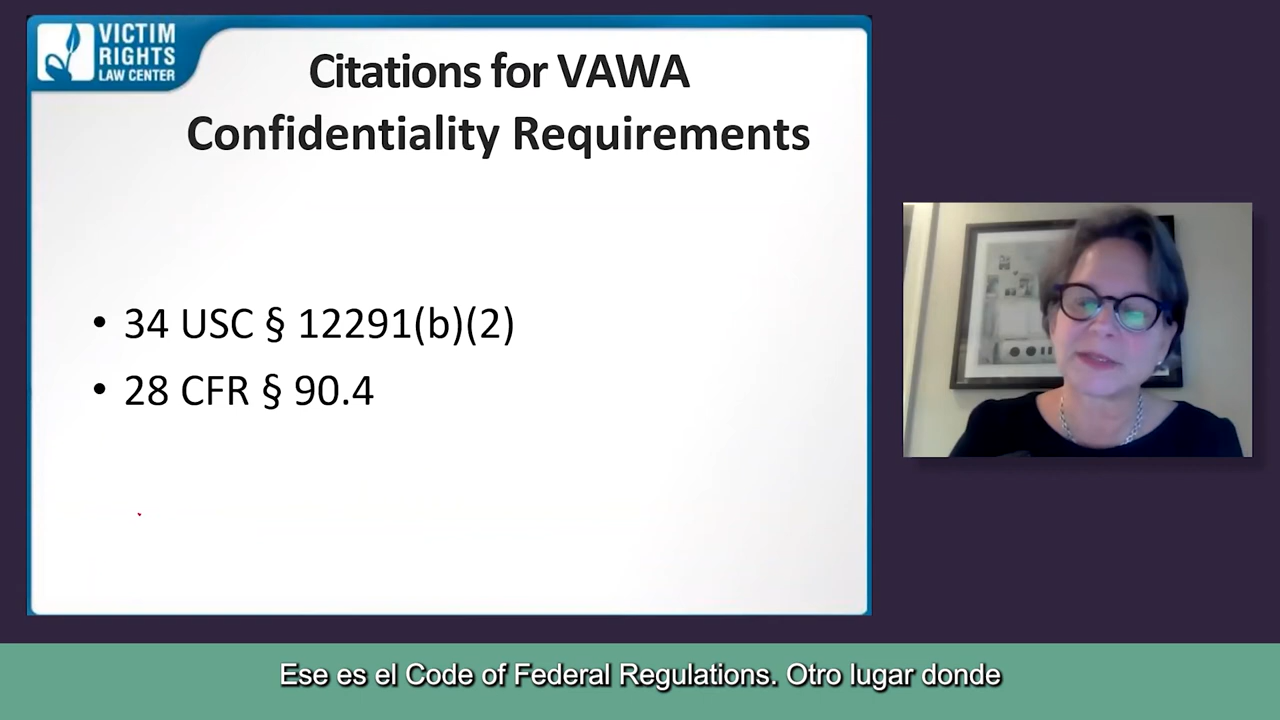 VICTIM
RIGHTS
LAW CENTER
Citations for VAWA
Confidentiality Requirements
• 34 USC § 12291(b)(2)
• 28 CFR § 90.4
Ese es el Code of Federal Regulations. Otro lugar donde